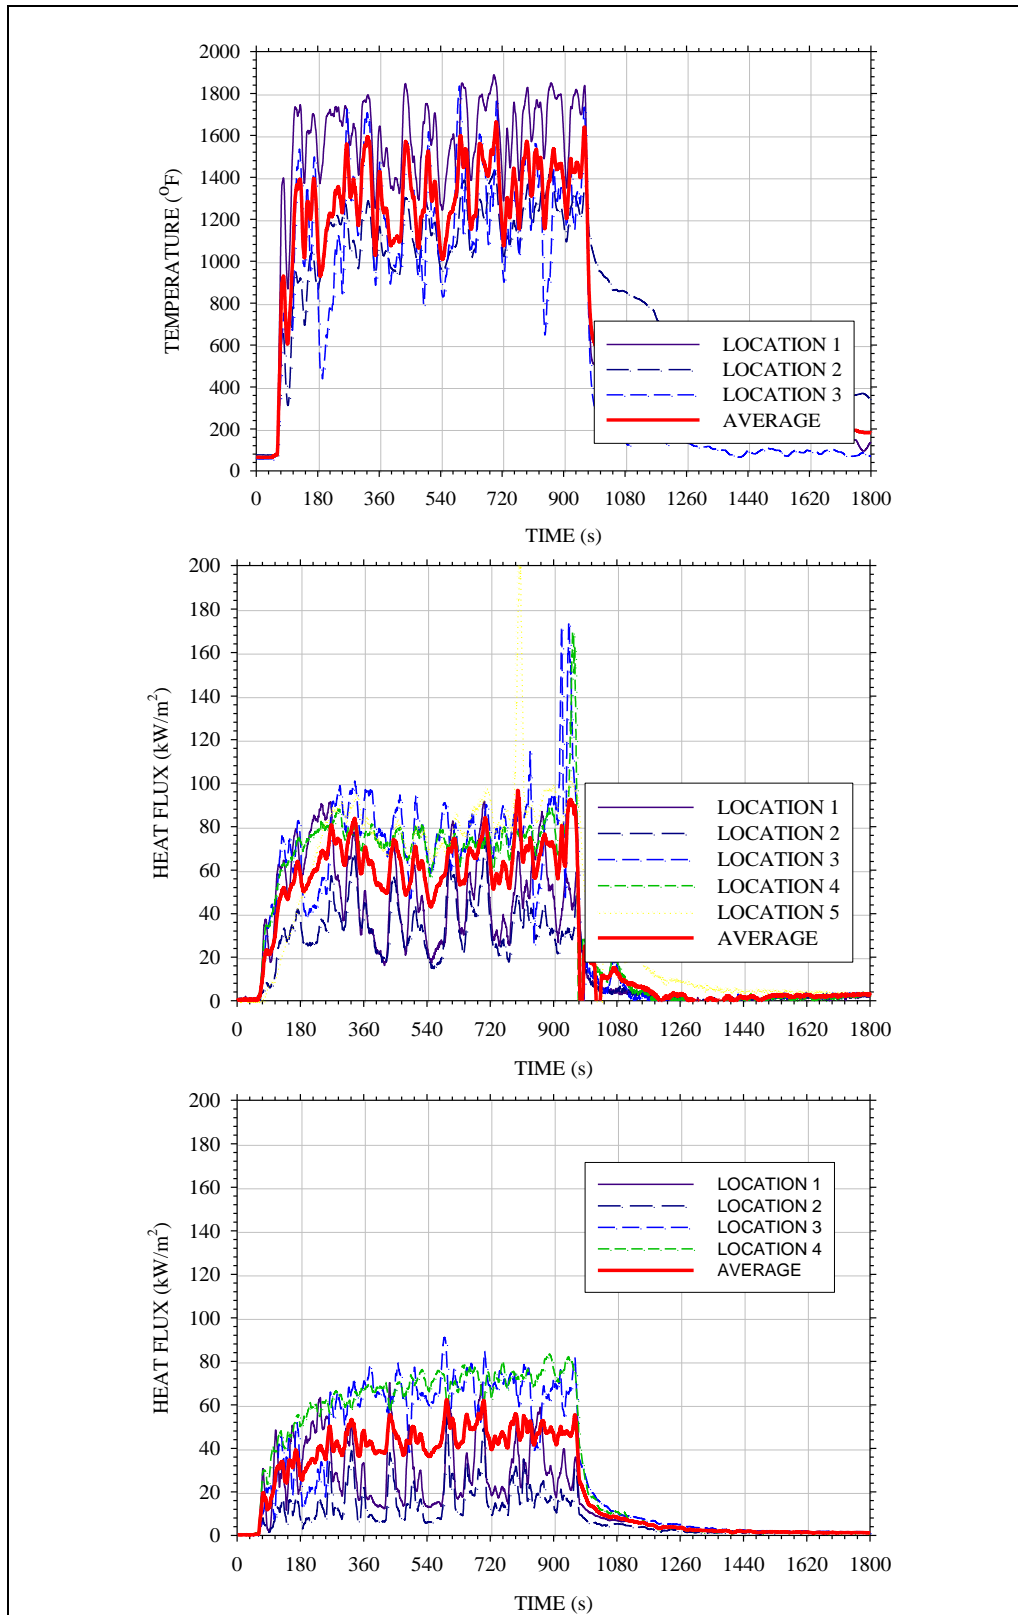 2000
1800
1600
1400
1200
1000
800
600
400
200
0
TEMPERATURE (ᴼF)
LOCATION 1
LOCATION 2
LOCATION 3
AVERAGE
0 180 360 540 720 900 1080 1260 1440 1620 1800
TIME (s)
200
180
160
140
120
100
80
60
40
20
0
HEAT FLUX (kW/m²)
LOCATION 1
LOCATION 2
LOCATION 3
LOCATION 4
LOCATION 5
AVERAGE
0 180 360 540 720 900 1080 1260 1440 1620 1800
TIME (s)
200
180
160
140
120
100
80
60
40
20
0
HEAT FLUX (kW/m²)
LOCATION 1
LOCATION 2
LOCATION 3
LOCATION 4
AVERAGE
0 180 360 540 720 900 1080 1260 1440 1620 1800
TIME (s)